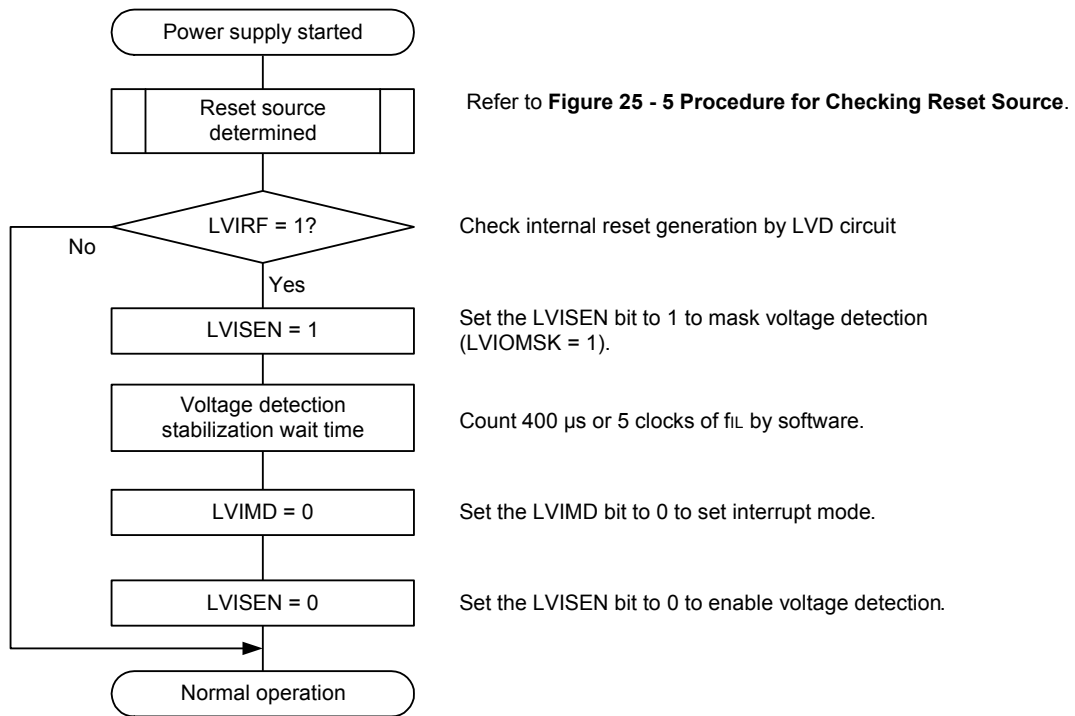 Power supply started
Reset source
determined
Refer to Figure 25 - 5 Procedure for Checking Reset Source.
LVIRF = 1?
Check internal reset generation by LVD circuit
No
Yes
LVISEN = 1
Set the LVISEN bit to 1 to mask voltage detection
(LVIOMSK = 1).
Voltage detection
stabilization wait time
Count 400 µs or 5 clocks of fIL by software.
LVIMD = 0
Set the LVIMD bit to 0 to set interrupt mode.
LVISEN = 0
Set the LVISEN bit to 0 to enable voltage detection.
Normal operation